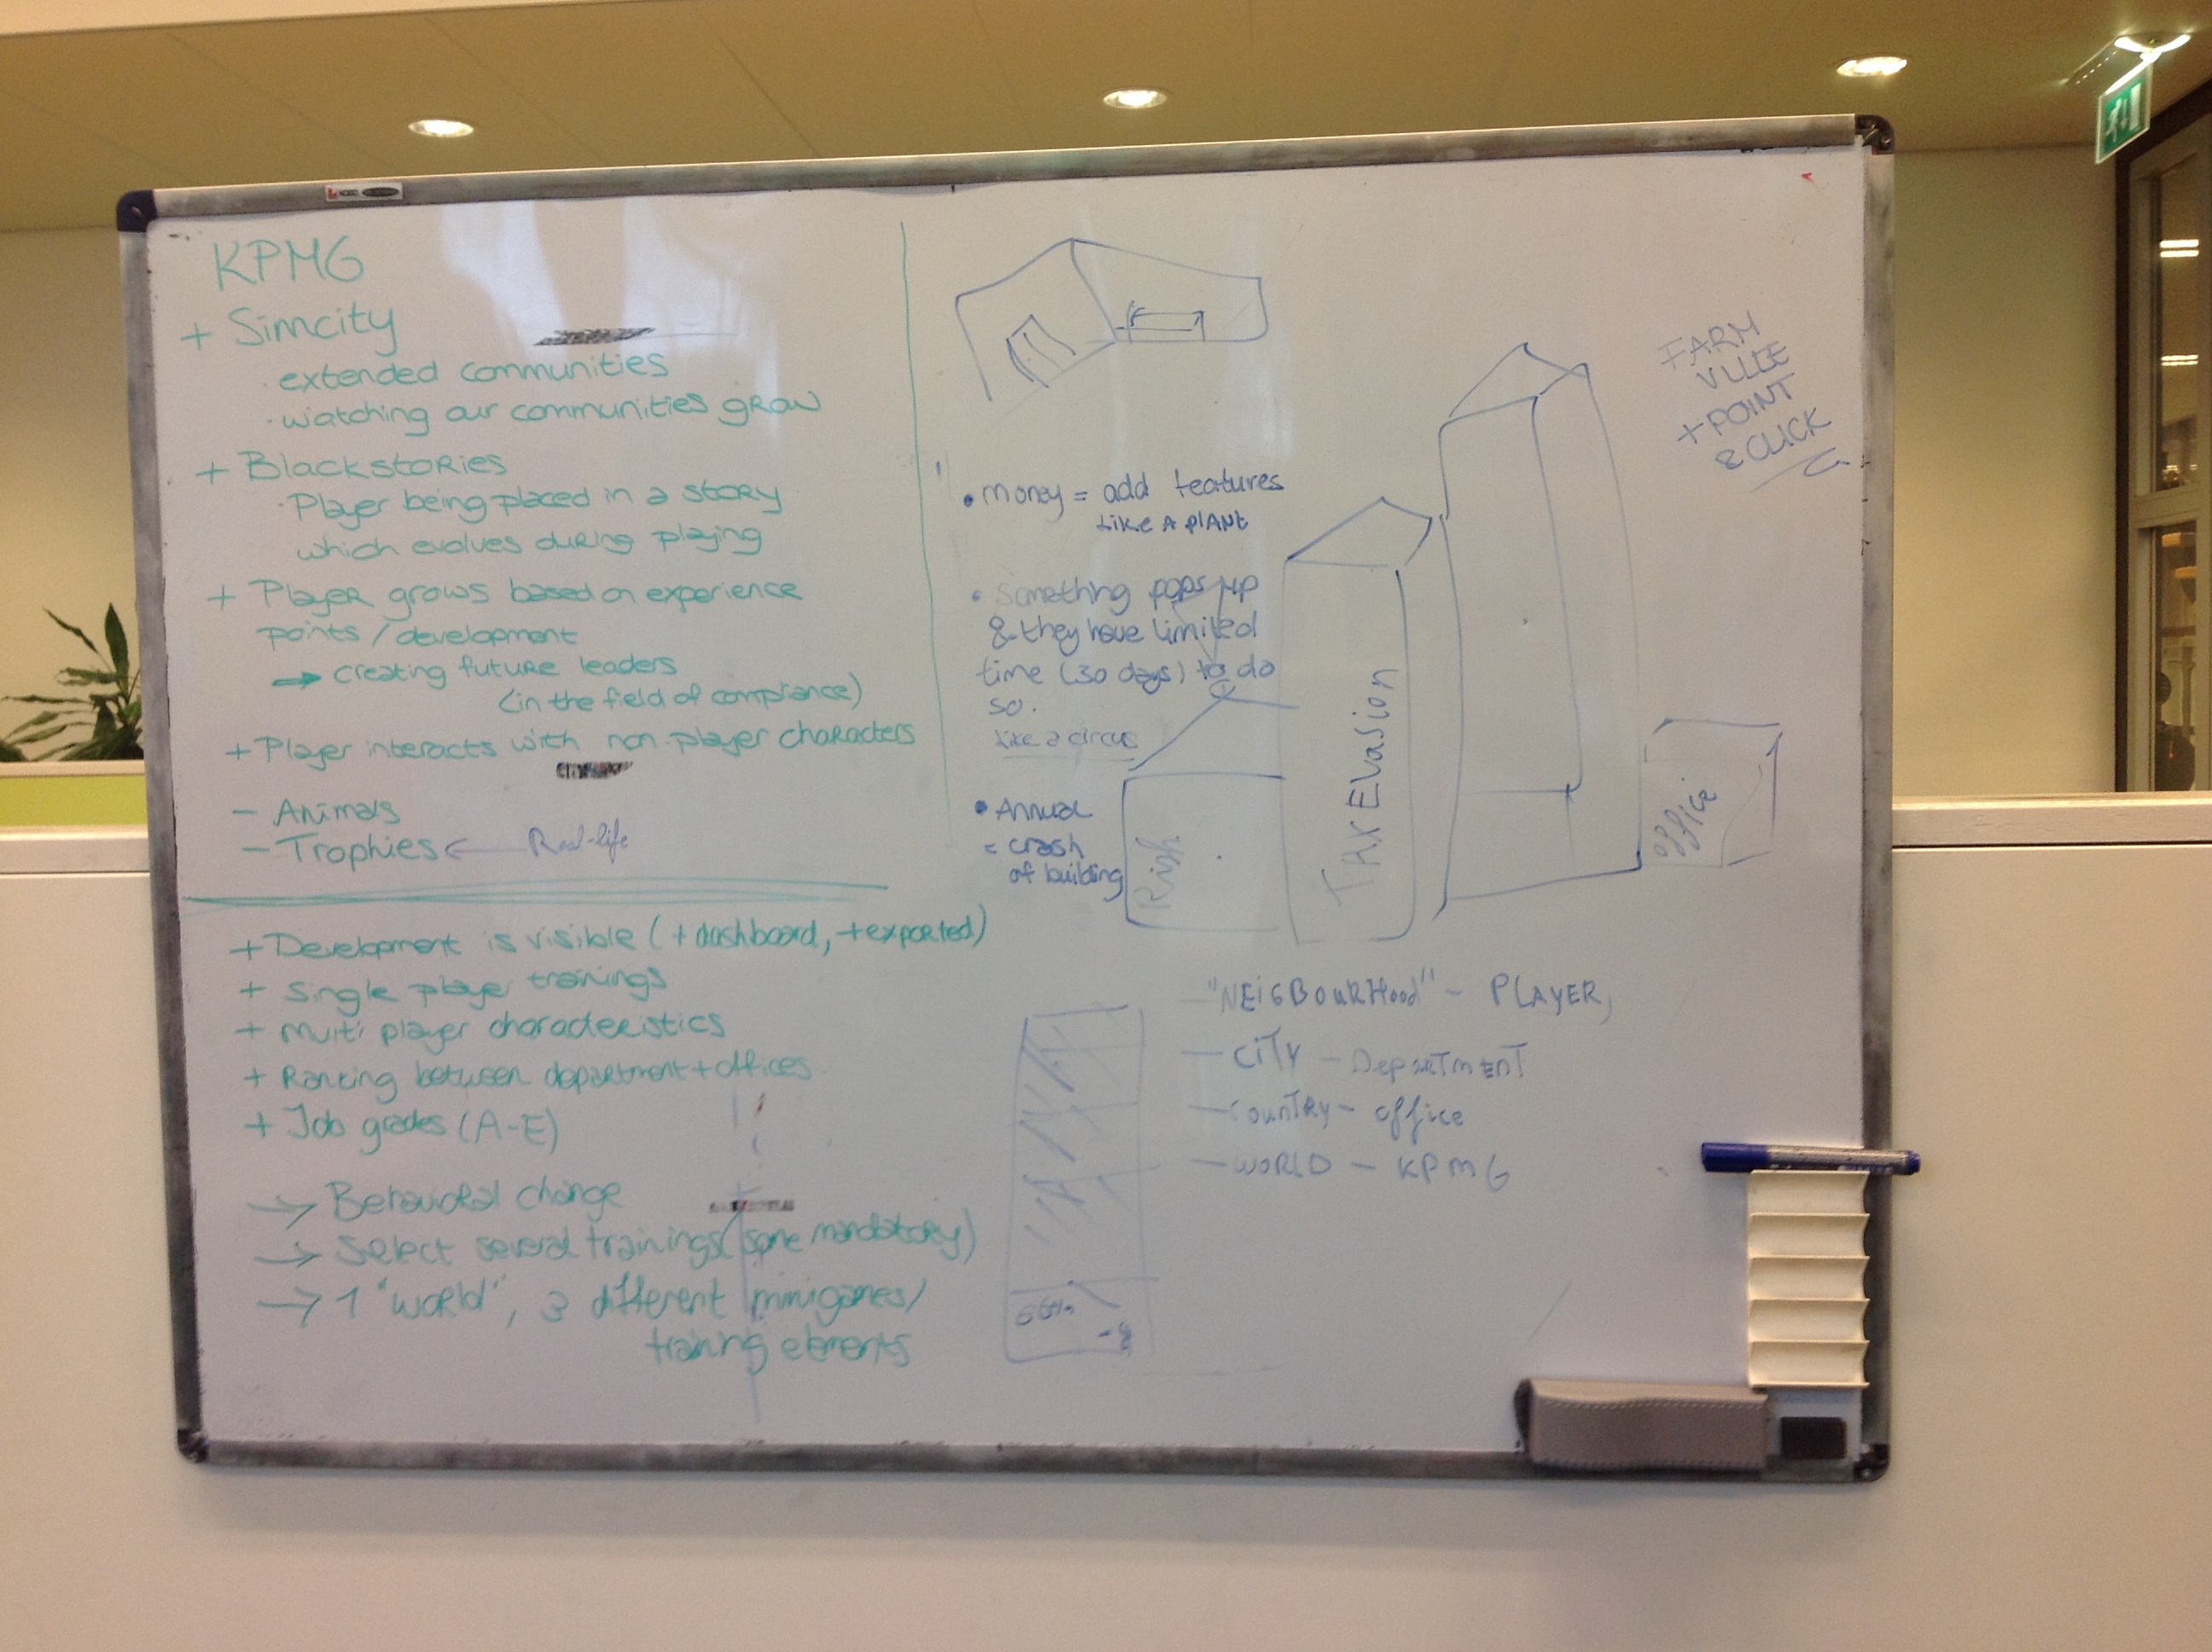 KPMG
+ Simcity
· extended communities
· watching our communities grow
+ Blackstories
· Player being placed in a story
which evolves during playing
+ Player grows based on experience
points / development
→ creating future leaders
(in the field of compliance)
+ Player interacts with non player characters
- Animals
- Trophies ← Real-life
+ Development is visible (+ dashboard, + exported)
+ Single player trainings
+ Multi player characteristics
+ Ranking between department + offices
+ Job grades (A-E)
→ Behavioral change
→ Select several trainings (some mandatory)
→ 1 "world", 3 different minigames/
training elements
• Money = add features
Like A PLANt
• Something pops up
& they have limited
time (30 days) to do
so.
like a circus
• Annual
= crash
of building
Risk
TAX EVasion
office
FARM
VILLE
+ POINT
& CLICK
- "NEIGBOURHood" - PLAYER,
- CITY - DEPARTMENT
- COUNTRY - office
- WORLD - KPMG